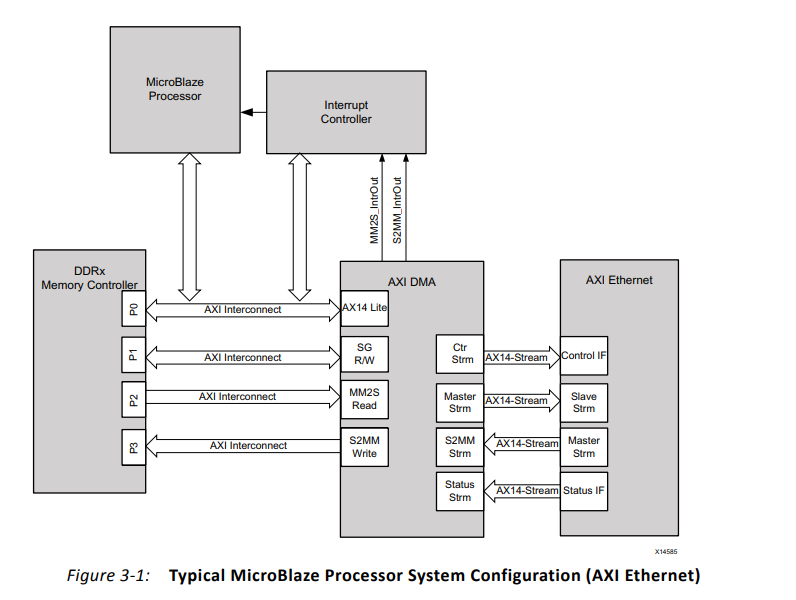 MicroBlaze
Processor
Interrupt
Controller
MM2S_IntrOut
S2MM_IntrOut
DDRx
Memory Controller
AXI DMA
AXI Ethernet
P0
AXI Interconnect
AX14 Lite
P1
AXI Interconnect
SG
R/W
Ctr
Strm
AX14-Stream
Control IF
P2
AXI Interconnect
MM2S
Read
Master
Strm
AX14-Stream
Slave
Strm
P3
AXI Interconnect
S2MM
Write
S2MM
Strm
AX14-Stream
Master
Strm
Status
Strm
AX14-Stream
Status IF
X14585
Figure 3-1: Typical MicroBlaze Processor System Configuration (AXI Ethernet)